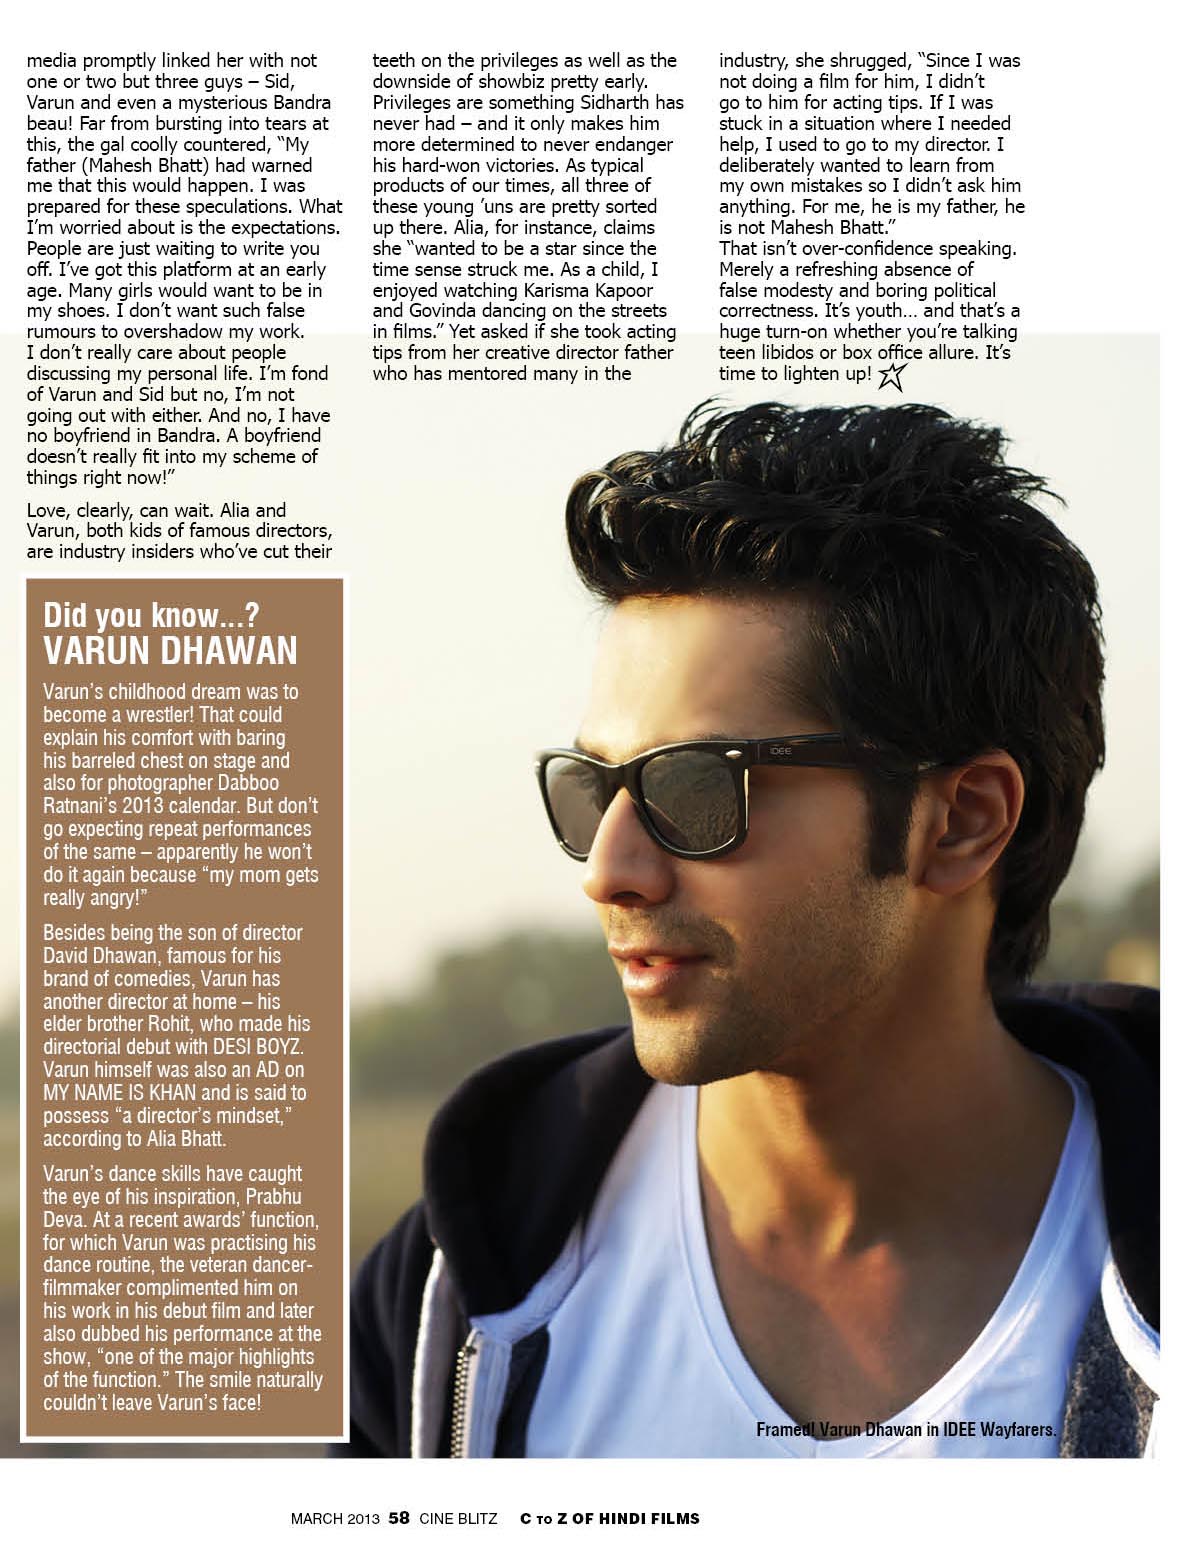 media promptly linked her with not
one or two but three guys – Sid,
Varun and even a mysterious Bandra
beau! Far from bursting into tears at
this, the gal coolly countered, “My
father (Mahesh Bhatt) had warned
me that this would happen. I was
prepared for these speculations. What
I’m worried about is the expectations.
People are just waiting to write you
off. I’ve got this platform at an early
age. Many girls would want to be in
my shoes. I don’t want such false
rumours to overshadow my work.
I don’t really care about people
discussing my personal life. I’m fond
of Varun and Sid but no, I’m not
going out with either. And no, I have
no boyfriend in Bandra. A boyfriend
doesn’t really fit into my scheme of
things right now!”
Love, clearly, can wait. Alia and
Varun, both kids of famous directors,
are industry insiders who’ve cut their
teeth on the privileges as well as the
downside of showbiz pretty early.
Privileges are something Sidharth has
never had – and it only makes him
more determined to never endanger
his hard-won victories. As typical
products of our times, all three of
these young ’uns are pretty sorted
up there. Alia, for instance, claims
she “wanted to be a star since the
time sense struck me. As a child, I
enjoyed watching Karisma Kapoor
and Govinda dancing on the streets
in films.” Yet asked if she took acting
tips from her creative director father
who has mentored many in the
industry, she shrugged, “Since I was
not doing a film for him, I didn’t
go to him for acting tips. If I was
stuck in a situation where I needed
help, I used to go to my director. I
deliberately wanted to learn from
my own mistakes so I didn’t ask him
anything. For me, he is my father, he
is not Mahesh Bhatt.”
That isn’t over-confidence speaking.
Merely a refreshing absence of
false modesty and boring political
correctness. It’s youth... and that’s a
huge turn-on whether you’re talking
teen libidos or box office allure. It’s
time to lighten up!
Did you know...?
VARUN DHAWAN
Varun’s childhood dream was to
become a wrestler! That could
explain his comfort with baring
his barreled chest on stage and
also for photographer Dabboo
Ratnani’s 2013 calendar. But don’t
go expecting repeat performances
of the same – apparently he won’t
do it again because “my mom gets
really angry!”
Besides being the son of director
David Dhawan, famous for his
brand of comedies, Varun has
another director at home – his
elder brother Rohit, who made his
directorial debut with DESI BOYZ.
Varun himself was also an AD on
MY NAME IS KHAN and is said to
possess “a director’s mindset,”
according to Alia Bhatt.
Varun’s dance skills have caught
the eye of his inspiration, Prabhu
Deva. At a recent awards’ function,
for which Varun was practising his
dance routine, the veteran dancer-
filmmaker complimented him on
his work in his debut film and later
also dubbed his performance at the
show, “one of the major highlights
of the function.” The smile naturally
couldn’t leave Varun’s face!
IDEE
Framed! Varun Dhawan in IDEE Wayfarers.
MARCH 2013 58 CINE BLITZ C TO Z OF HINDI FILMS